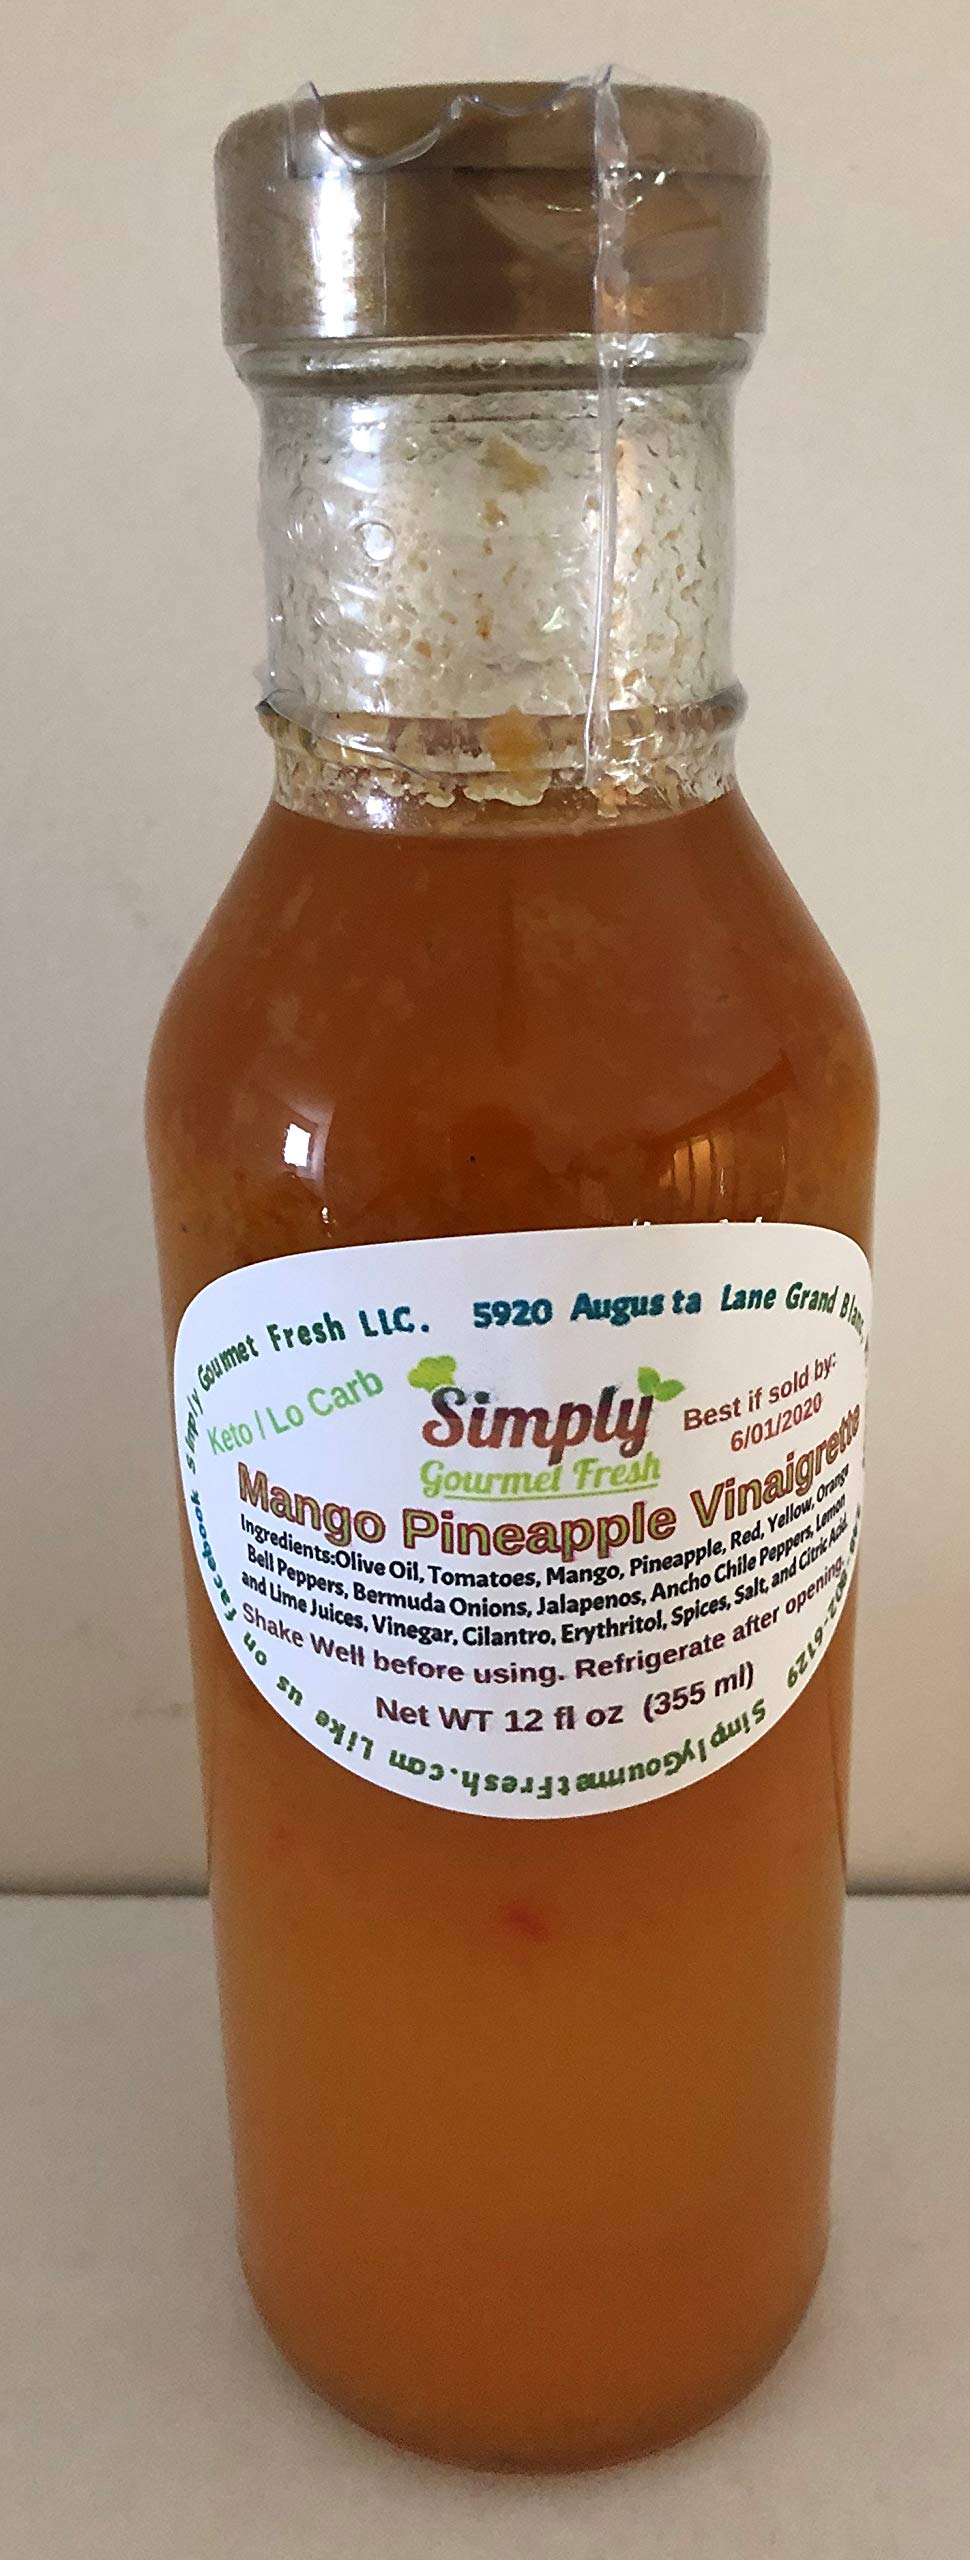 Simply Gourmet Fresh LLC. 5920 Augusta Lane Grand Blanc,
Keto / Lo Carb
Simply
Gourmet Fresh
Best if sold by:
6/01/2020
Mango Pineapple Vinaigrette
Ingredients:Olive Oil, Tomatoes, Mango, Pineapple, Red, Yellow, Orange
Bell Peppers, Bermuda Onions, Jalapenos, Ancho Chile Peppers, Lemon
and Lime Juices, Vinegar, Cilantro, Erythritol, Spices, Salt, and Citric Acid.
Shake Well before using. Refrigerate after opening.
Net WT 12 fl oz (355 ml)
-6129 SimplyGourmetFresh.com Like us on facebook